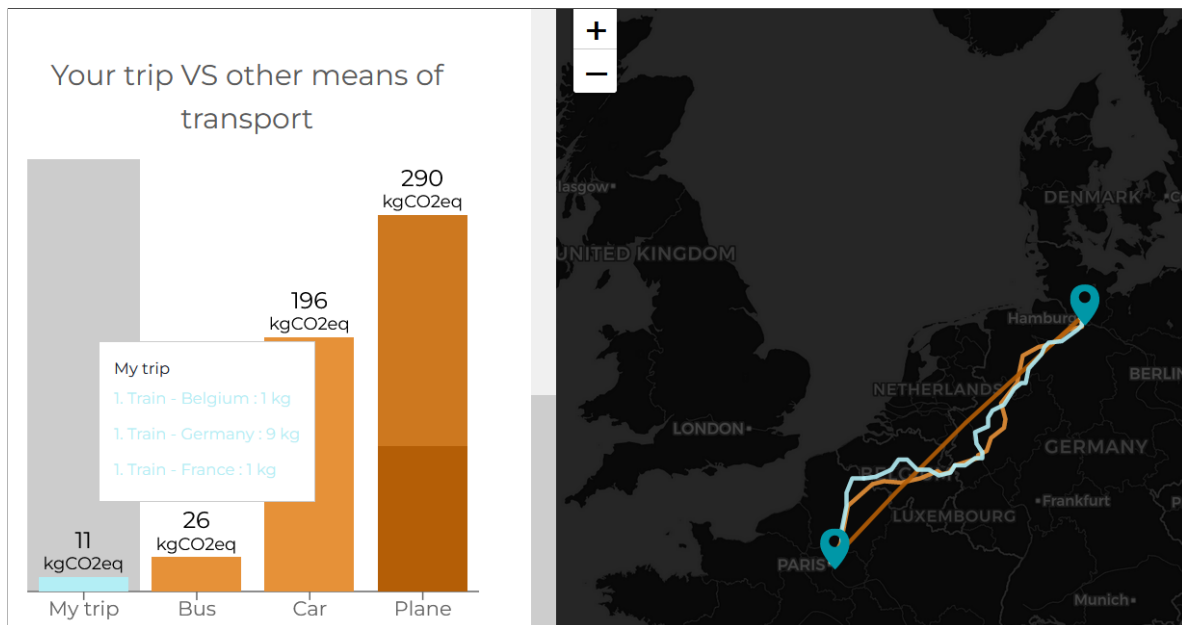 Your trip VS other means of
transport
290
kgCO2eq
196
kgCO2eq
My trip
1. Train - Belgium : 1 kg
1. Train - Germany : 9 kg
1. Train - France : 1 kg
11
kgCO2eq
26
kgCO2eq
My trip
Bus
Car
Plane
+
−
DENMARK
UNITED KINGDOM
Hamburg
NETHERLANDS
LONDON
GERMANY
BELGIUM
Frankfurt
LUXEMBOURG
PARIS
Munich